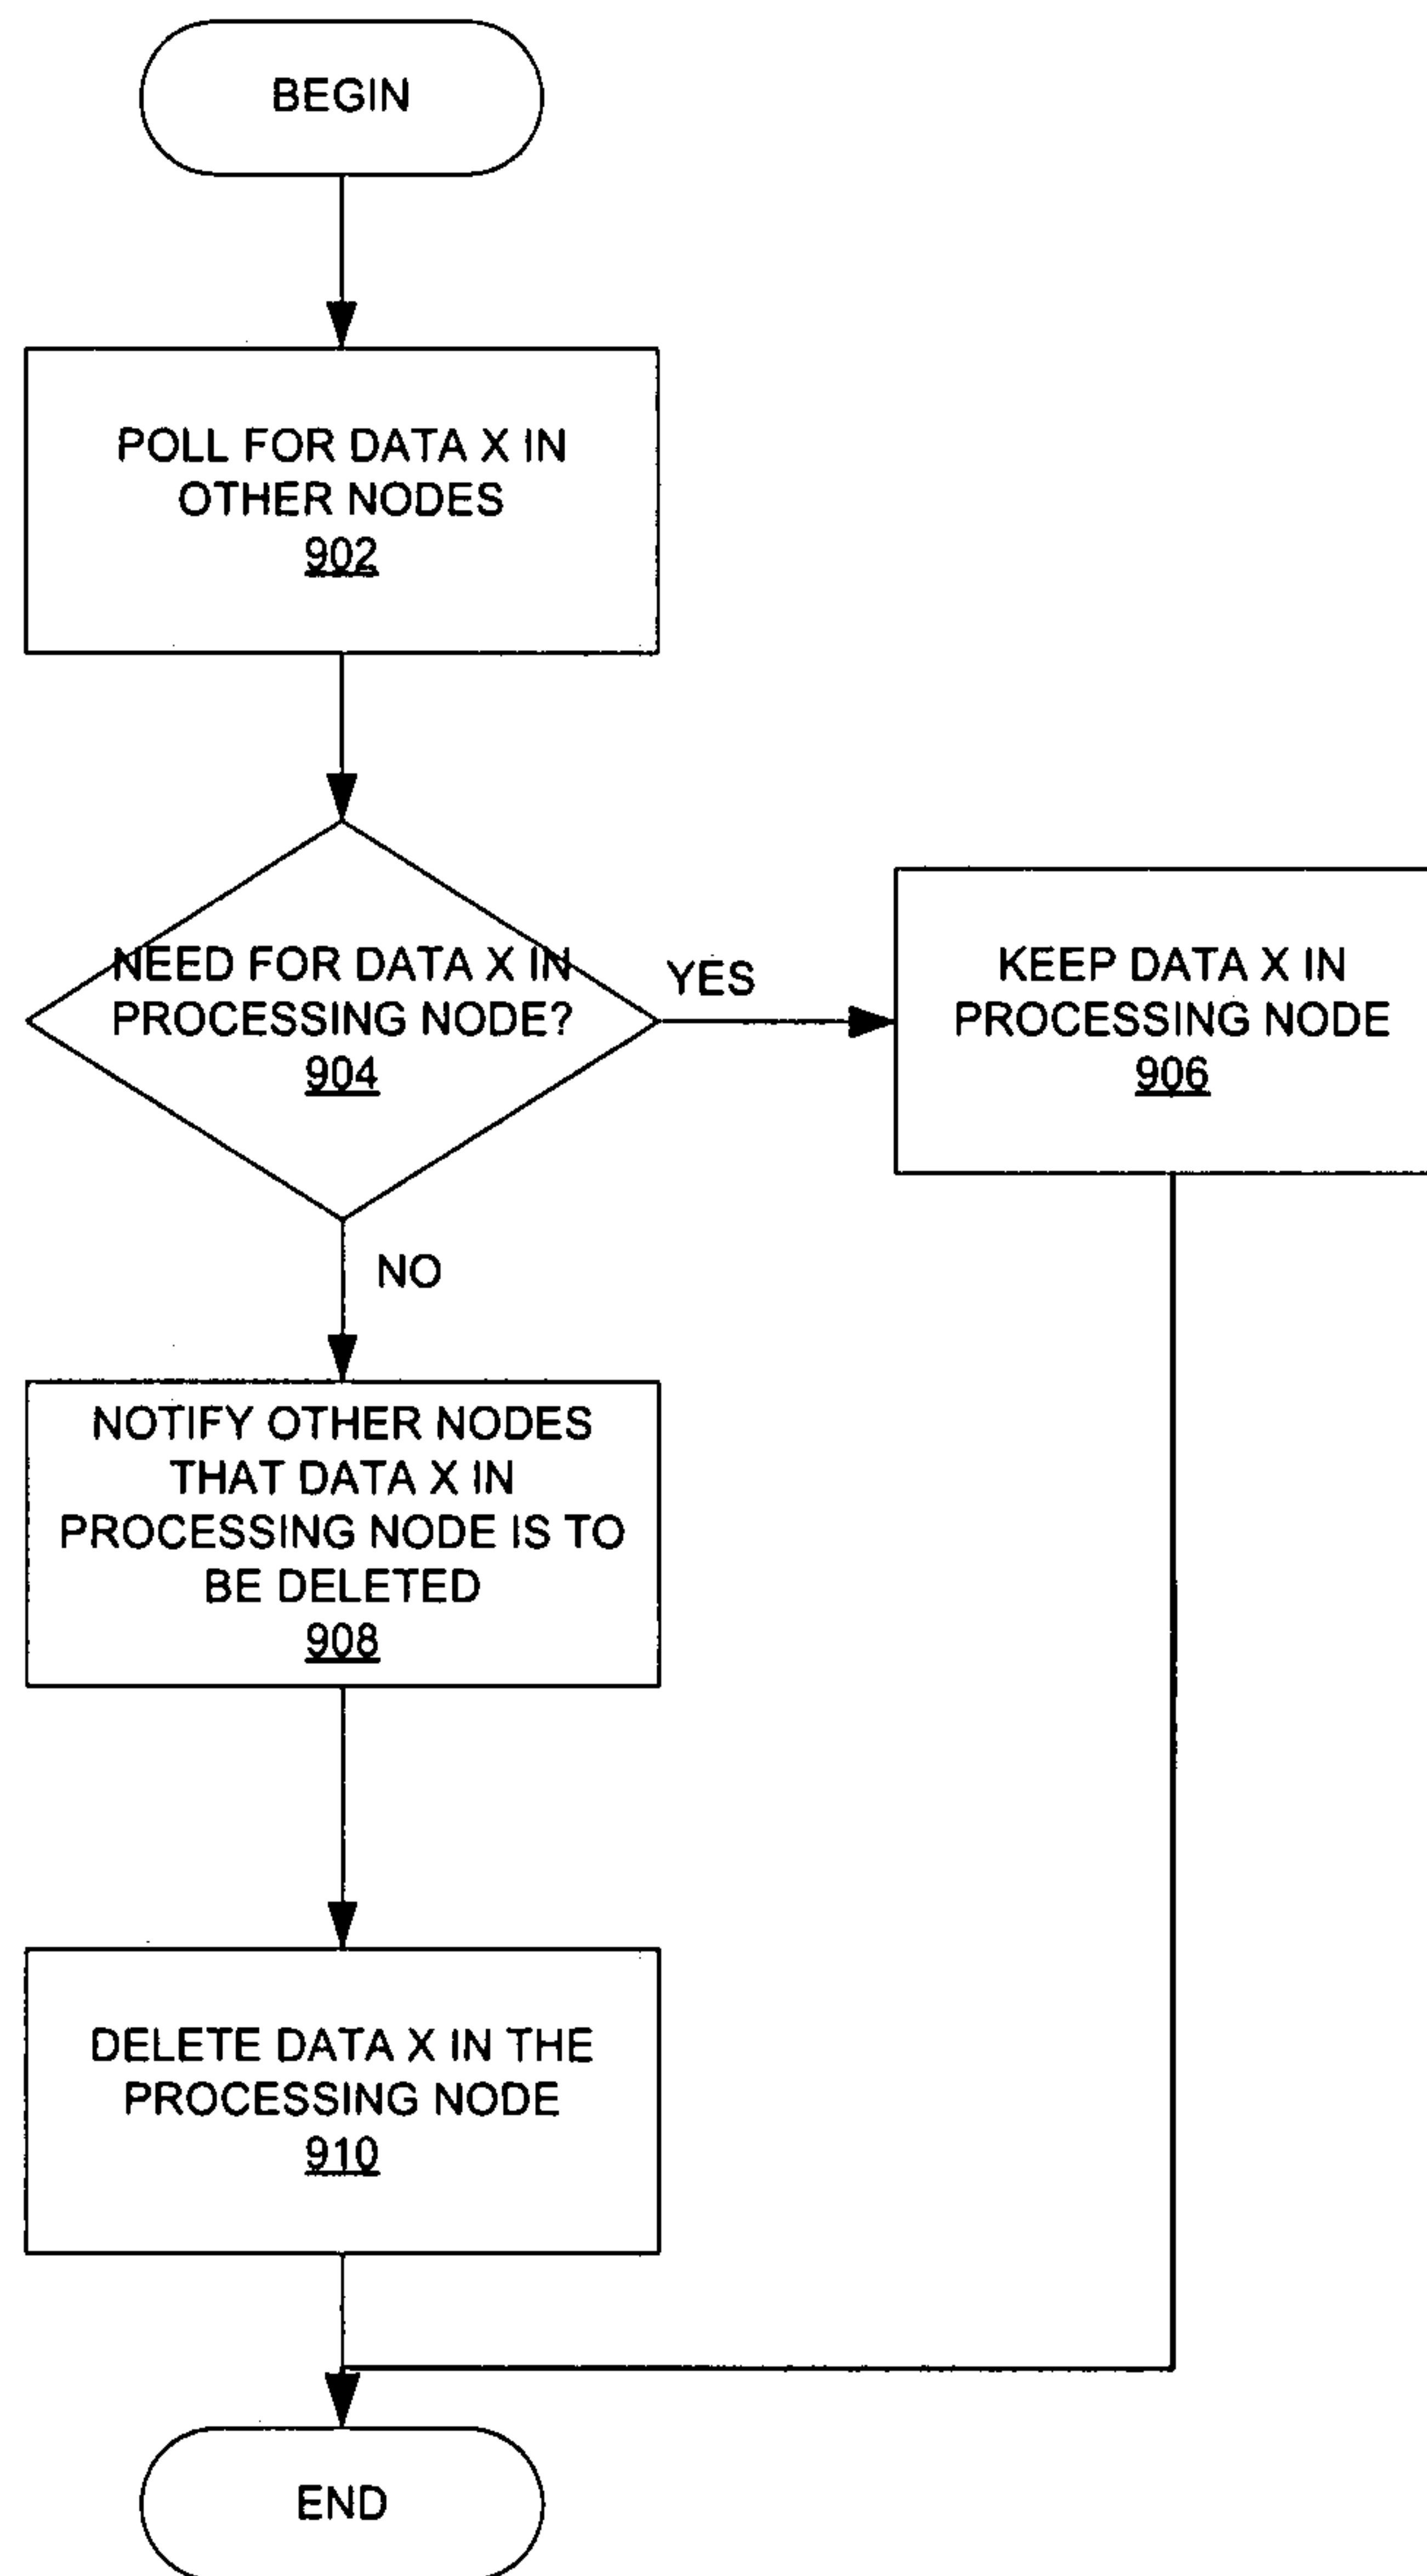 BEGIN
POLL FOR DATA X IN
OTHER NODES
902
NEED FOR DATA X IN
PROCESSING NODE?
904
YES
KEEP DATA X IN
PROCESSING NODE
906
NO
NOTIFY OTHER NODES
THAT DATA X IN
PROCESSING NODE IS TO
BE DELETED
908
DELETE DATA X IN THE
PROCESSING NODE
910
END